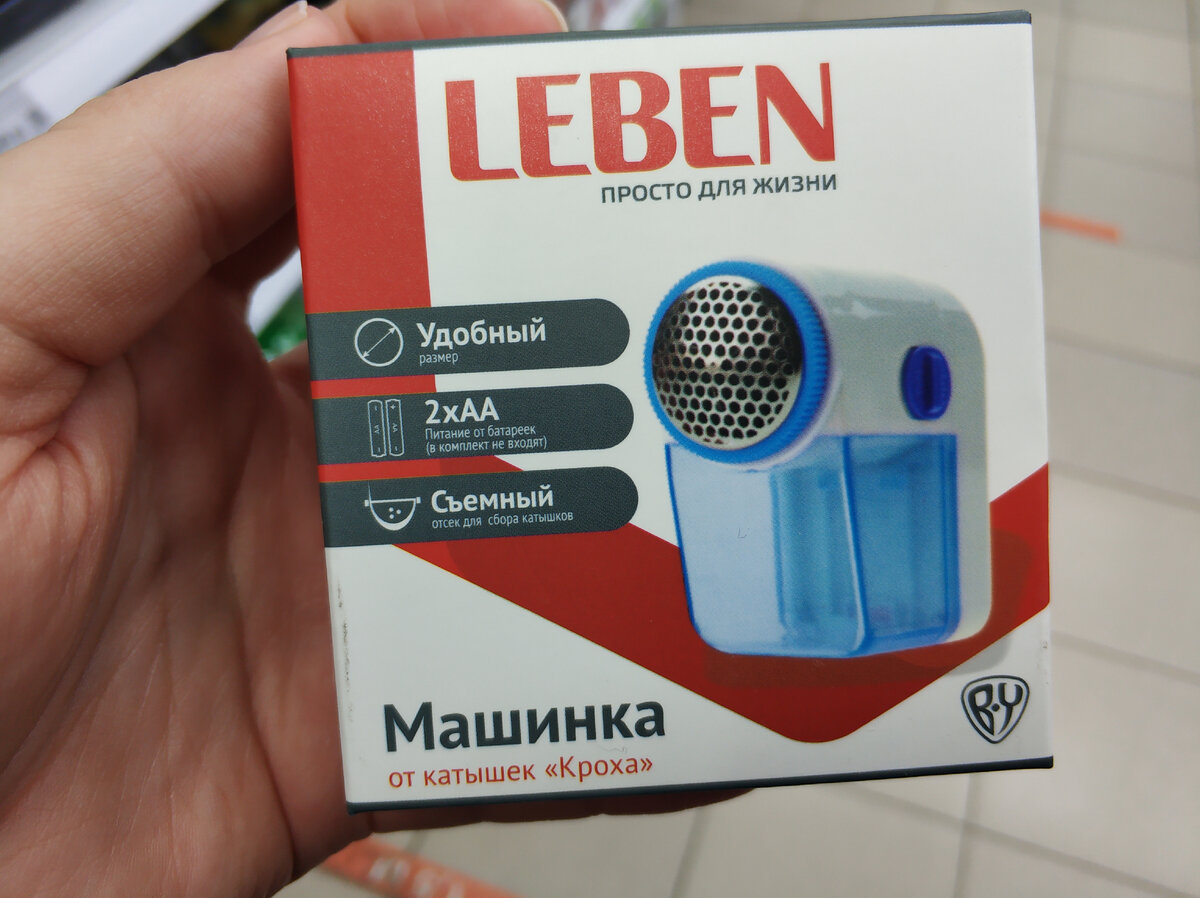 LEBEN
ПРОСТО ДЛЯ ЖИЗНИ
Удобный
размер
2xAA
Питание от батареек
(в комплект не входят)
Съемный
отсек для сбора катышков
Машинка
от катышек «Кроха»
B·Y